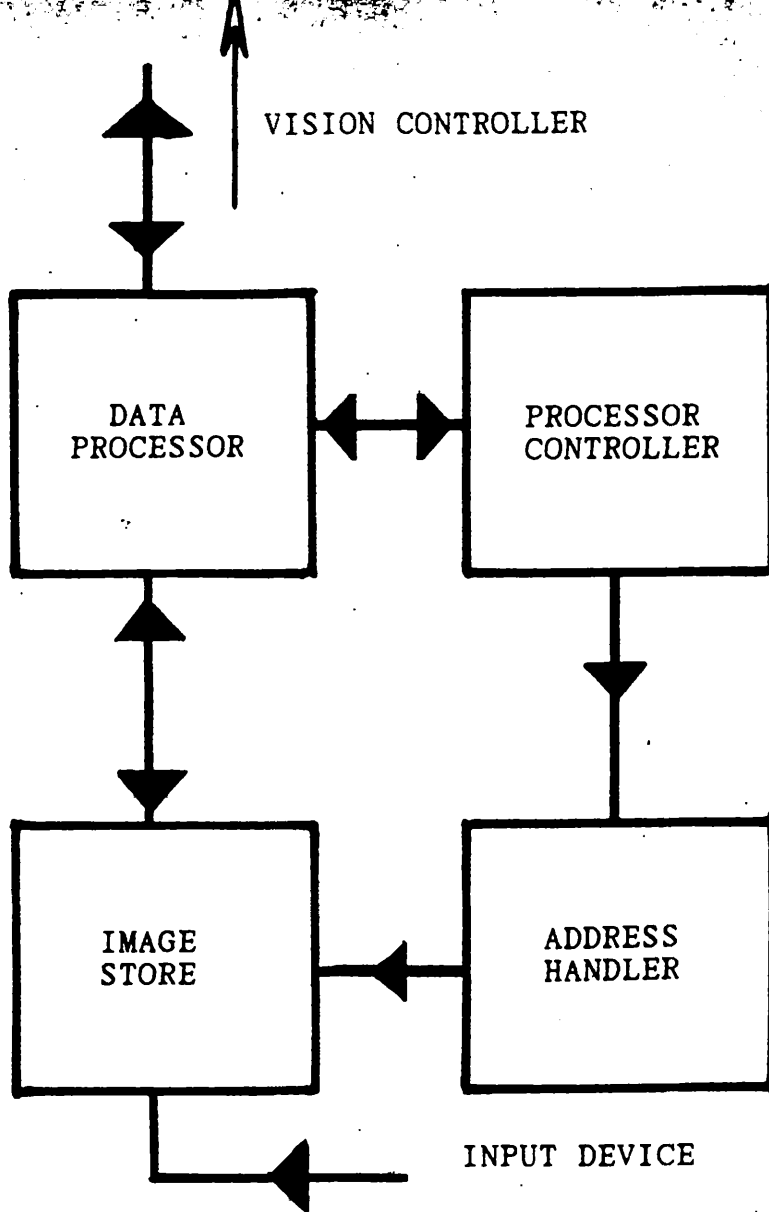 VISION CONTROLLER
DATA
PROCESSOR
PROCESSOR
CONTROLLER
IMAGE
STORE
ADDRESS
HANDLER
INPUT DEVICE